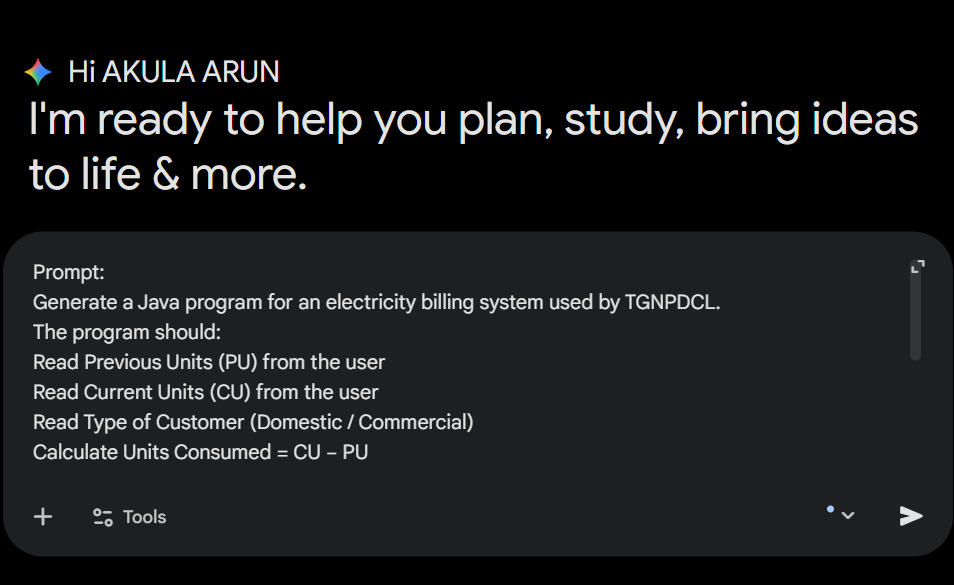 Hi AKULA ARUN
I'm ready to help you plan, study, bring ideas
to life & more.
Prompt:
Generate a Java program for an electricity billing system used by TGNPDCL.
The program should:
Read Previous Units (PU) from the user
Read Current Units (CU) from the user
Read Type of Customer (Domestic / Commercial)
Calculate Units Consumed = CU – PU
Tools